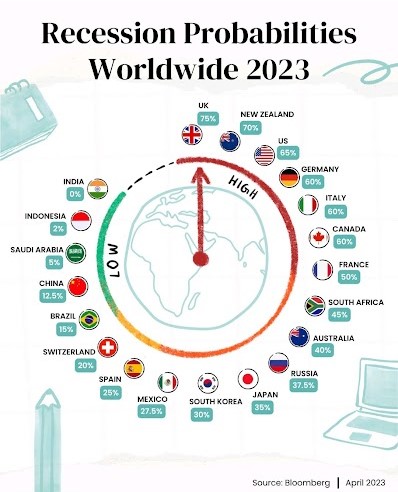 Recession Probabilities
Worldwide 2023
UK
75%
NEW ZEALAND
70%
US
65%
GERMANY
60%
ITALY
60%
CANADA
60%
FRANCE
50%
SOUTH AFRICA
45%
AUSTRALIA
40%
RUSSIA
37.5%
JAPAN
35%
SOUTH KOREA
30%
MEXICO
27.5%
SPAIN
25%
SWITZERLAND
20%
BRAZIL
15%
CHINA
12.5%
SAUDI ARABIA
5%
INDONESIA
2%
INDIA
0%
LOW
HIGH
Source: Bloomberg | April 2023